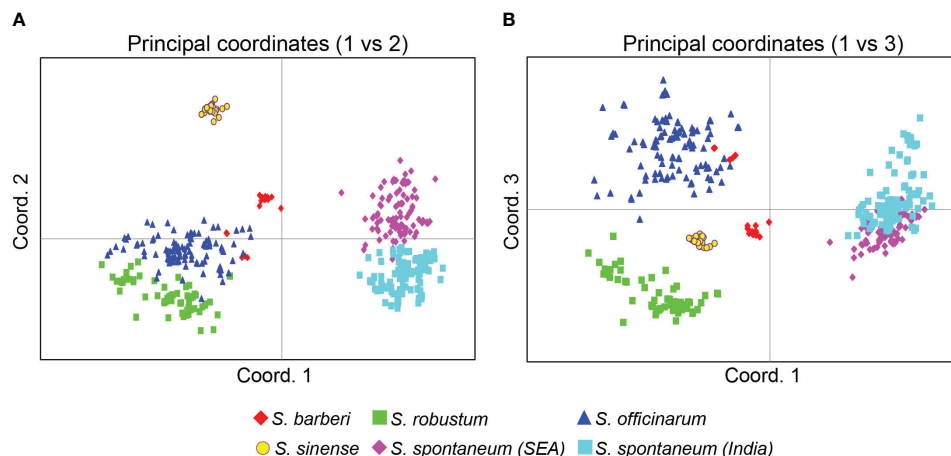 A
B
Principal coordinates (1 vs 2)
Principal coordinates (1 vs 3)
Coord. 2
Coord. 3
Coord. 1
Coord. 1
S. barberi S. robustum S. officinarum
S. sinense S. spontaneum (SEA) S. spontaneum (India)